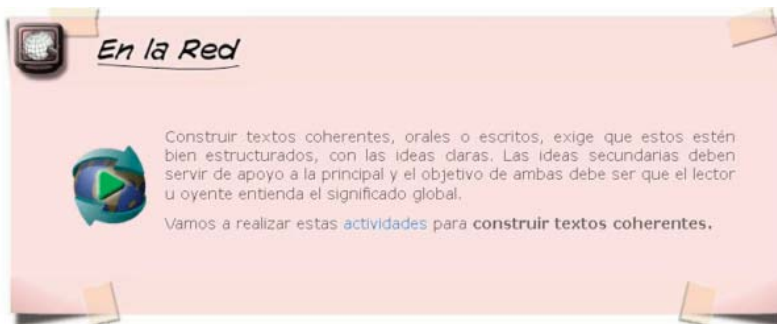 En la Red
Construir textos coherentes, orales o escritos, exige que estos estén
bien estructurados, con las ideas claras. Las ideas secundarias deben
servir de apoyo a la principal y el objetivo de ambas debe ser que el lector
u oyente entienda el significado global.
Vamos a realizar estas actividades para construir textos coherentes.